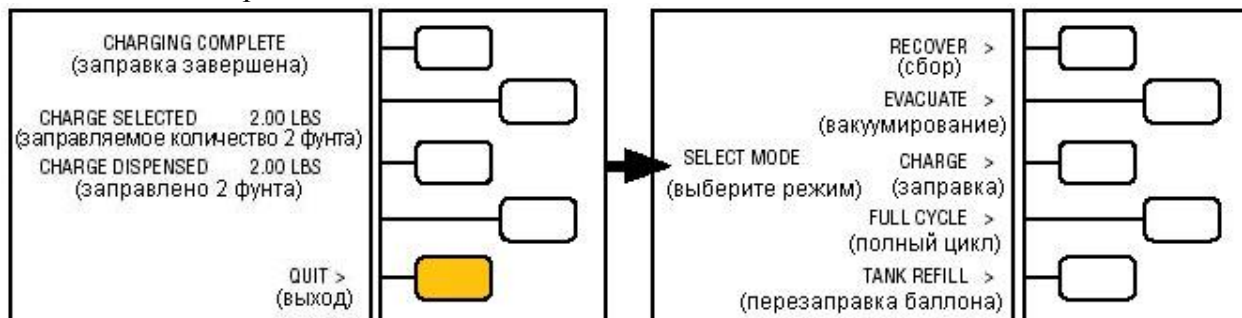 CHARGING COMPLETE
(заправка завершена)
CHARGE SELECTED 2.00 LBS
(заправляемое количество 2 фунта)
CHARGE DISPENSED 2.00 LBS
(заправлено 2 фунта)
QUIT >
(выход)
RECOVER >
(сбор)
EVACUATE >
(вакуумирование)
SELECT MODE
(выберите режим)
CHARGE >
(заправка)
FULL CYCLE >
(полный цикл)
TANK REFILL >
(перезаправка баллона)